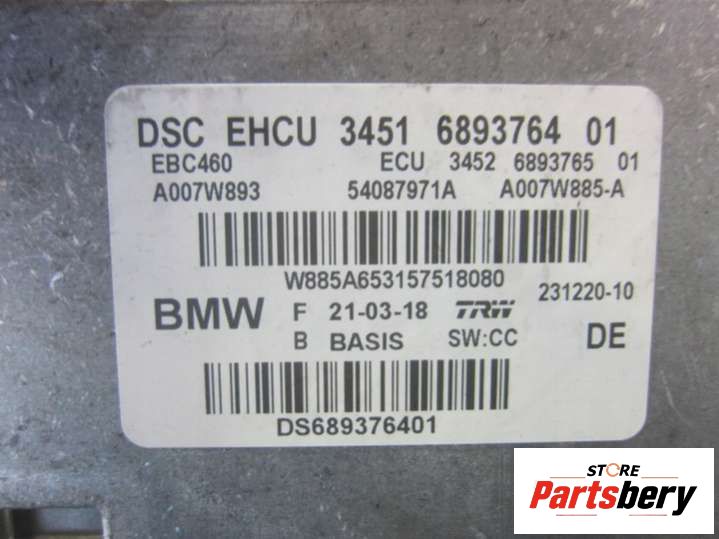 DSC EHCU 3451 6893764 01
EBC460 ECU 3452 6893765 01
A007W893 54087971A A007W885-A
W885A653157518080
BMW F 21-03-18 TRW 231220-10
B BASIS SW:CC DE
DS689376401
STORE
Partsbery